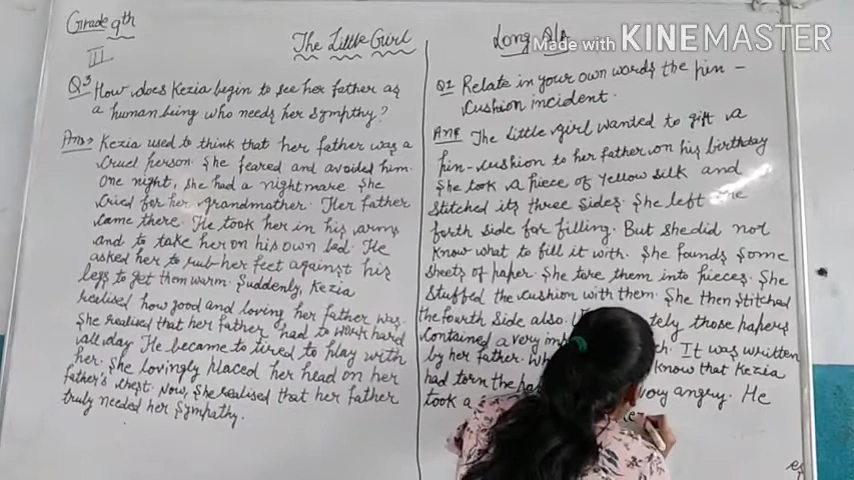 Grade 9th
III
The Little Girl
Q3 How does Kezia begin to see her father as
a human being who needs her sympthy?
Ans> Kezia used to think that her father was a
cruel person. She feared and avoided him.
One night, she had a nightmare she
cried for her grandmother. Her father
came there. He took her in his arms
and to take her on his own bed. He
asked her to rub her feet against his
legs to get them warm. Suddenly, Kezia
realised how good and loving her father was.
She realised that her father had to work hard
all day. He became to tired to play with
her. She lovingly placed her head on her
father's chest. Now, she realised that her father
truly needed her sympathy.
Long Q/A
Made with KINEMASTER
Q1 Relate in your own words the pin-
cushion incident.
Ans The little girl wanted to gift a
pin-cushion to her father on his birthday
She took a piece of yellow silk and
stitched its three sides. She left
forth side for filling. But she did not
know what to fill it with. She founds some
sheets of paper. She tore them into pieces. She
stuffed the cushion with them. She then stitched
the fourth side also. those papers
contained a very It was written
by her father. know that Kezia
had torn the very angry. He
took a